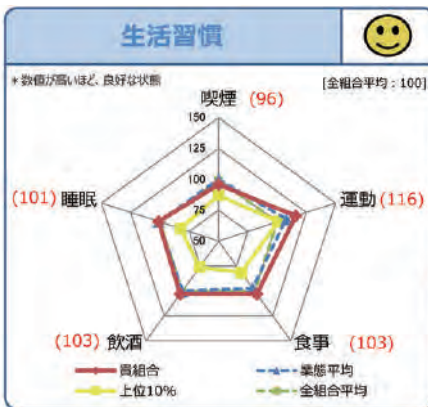 生活習慣
*数値が高いほど、良好な状態
[全組合平均：100]
喫煙 (96)
150
125
100
75
50
(101) 睡眠
運動 (116)
(103) 飲酒
食事 (103)
貴組合
業態平均
上位10%
全組合平均